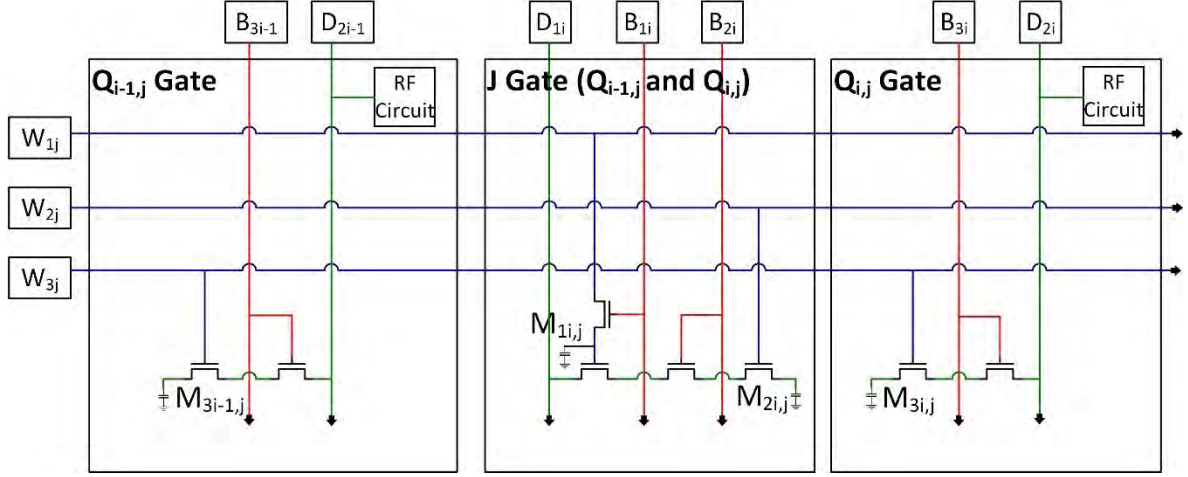 B3i-1 D2i-1 D1i B1i B2i B3i D2i
Qi-1,j Gate
RF
Circuit
J Gate (Qi-1,j and Qi,j)
Qi,j Gate
RF
Circuit
W1j
W2j
W3j
M1i,j
M3i-1,j
M2i,j
M3i,j